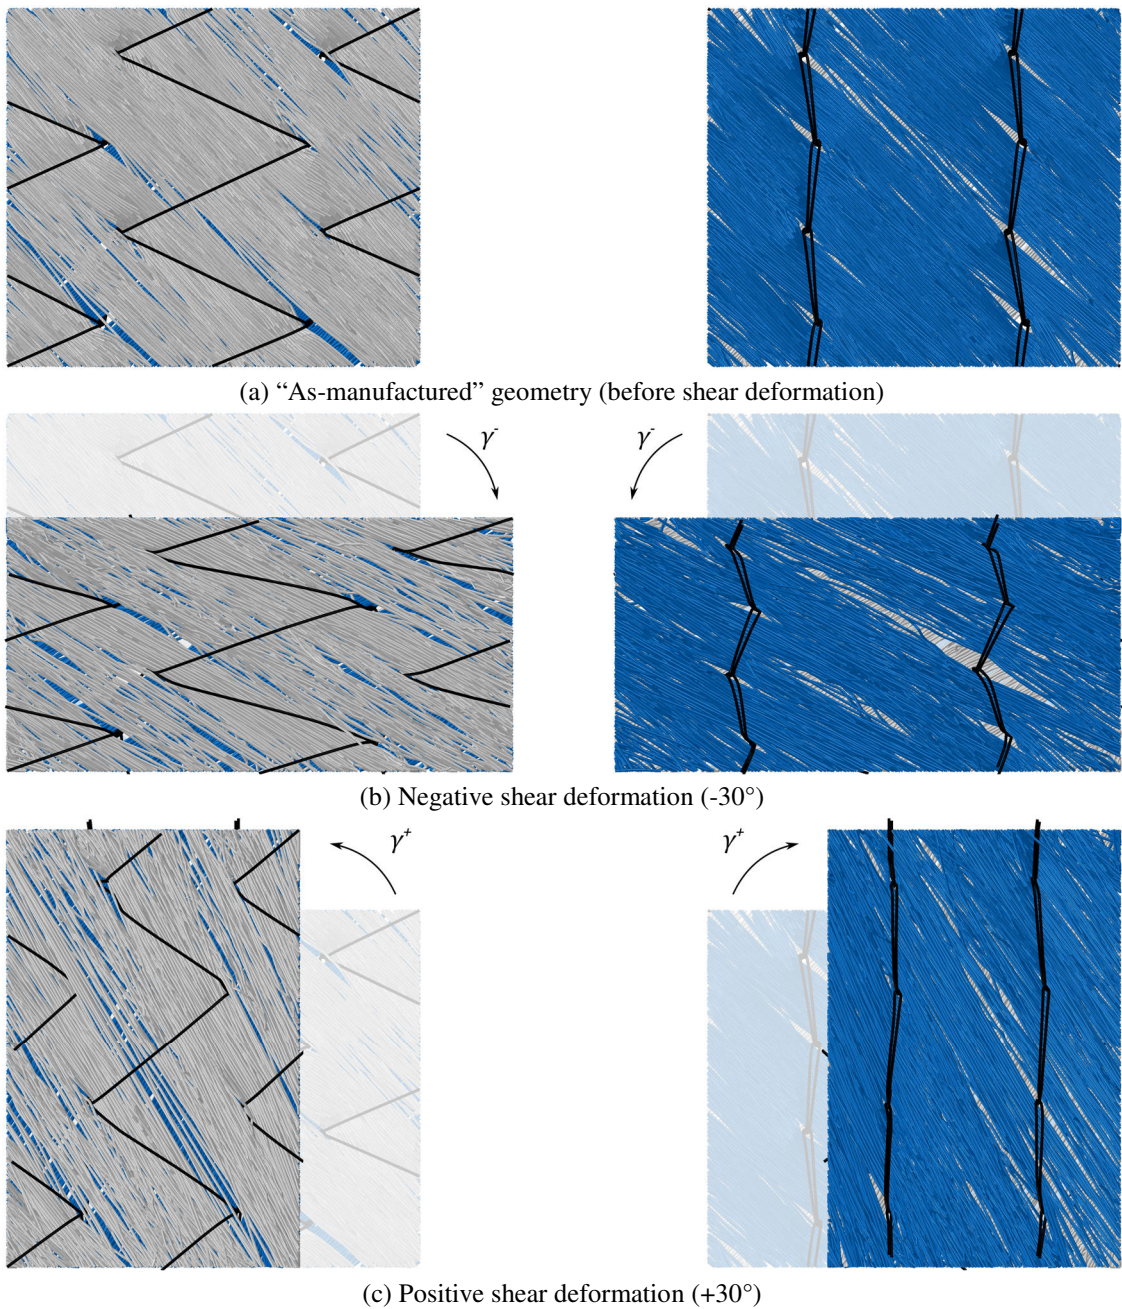 (a) “As-manufactured” geometry (before shear deformation)
γ⁻
γ⁻
(b) Negative shear deformation (-30°)
γ⁺
γ⁺
(c) Positive shear deformation (+30°)